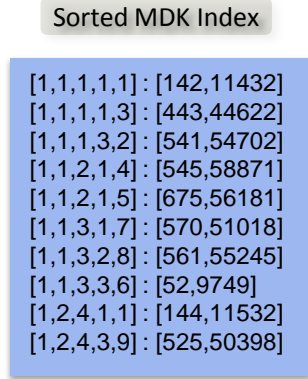 Sorted MDK Index
[1,1,1,1,1] : [142,11432]
[1,1,1,1,3] : [443,44622]
[1,1,1,3,2] : [541,54702]
[1,1,2,1,4] : [545,58871]
[1,1,2,1,5] : [675,56181]
[1,1,3,1,7] : [570,51018]
[1,1,3,2,8] : [561,55245]
[1,1,3,3,6] : [52,9749]
[1,2,4,1,1] : [144,11532]
[1,2,4,3,9] : [525,50398]